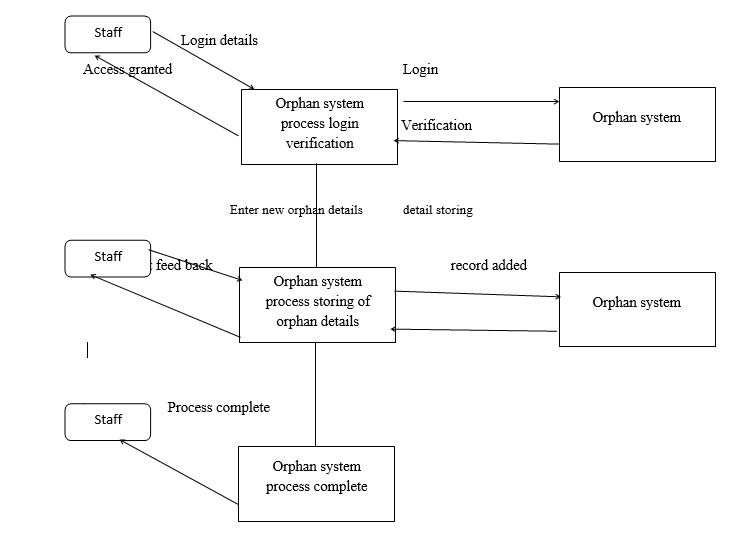 Staff
Login details
Access granted
Login
Orphan system
process login
verification
Verification
Orphan system
Enter new orphan details
detail storing
Staff
feed back
record added
Orphan system
process storing of
orphan details
Orphan system
Staff
Process complete
Orphan system
process complete